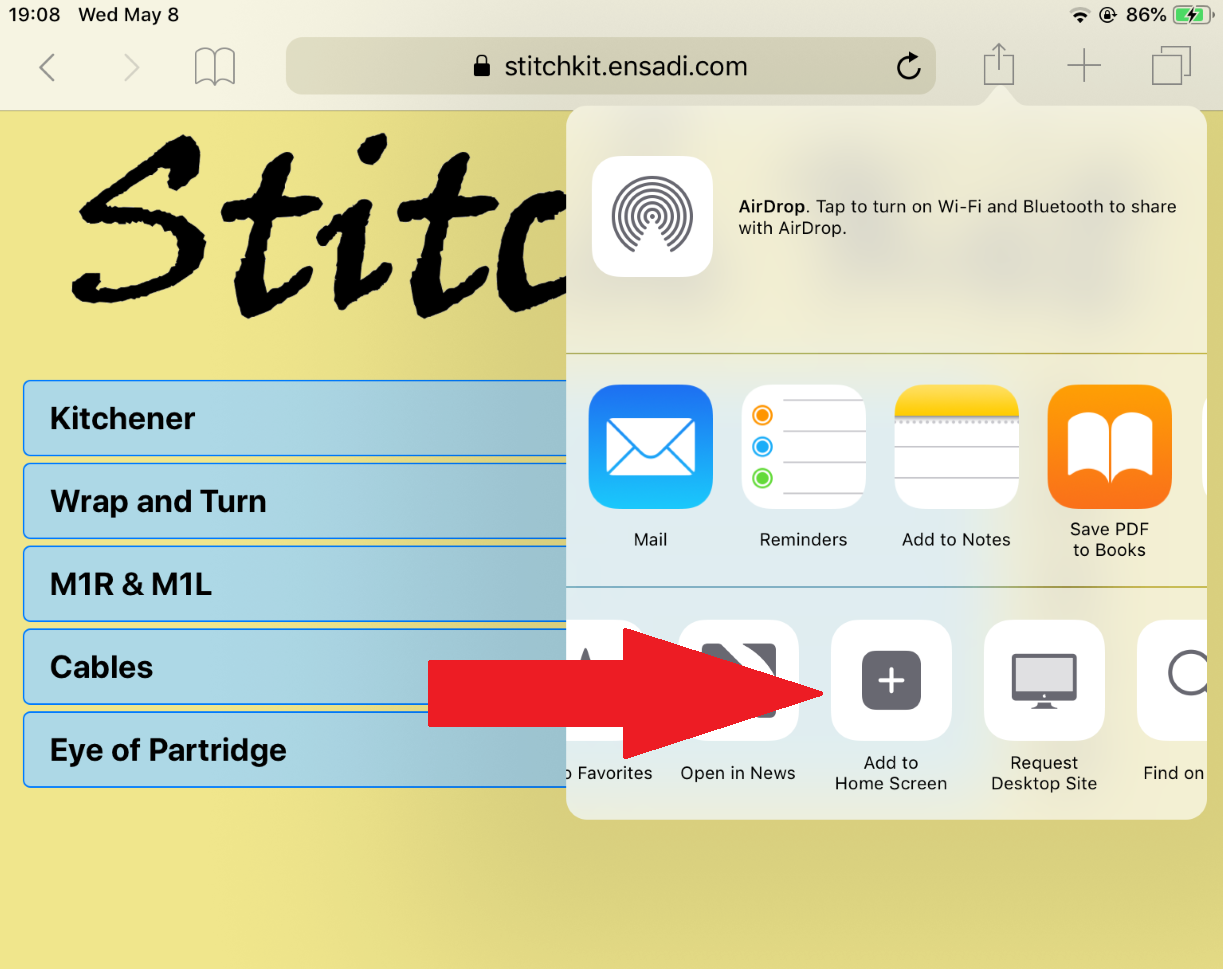 19:08 Wed May 8
86%
stitchkit.ensadi.com
Stitc
AirDrop. Tap to turn on Wi-Fi and Bluetooth to share
with AirDrop.
Kitchener
Wrap and Turn
M1R & M1L
Cables
Eye of Partridge
Mail
Reminders
Add to Notes
Save PDF
to Books
o Favorites
Open in News
Add to
Home Screen
Request
Desktop Site
Find on